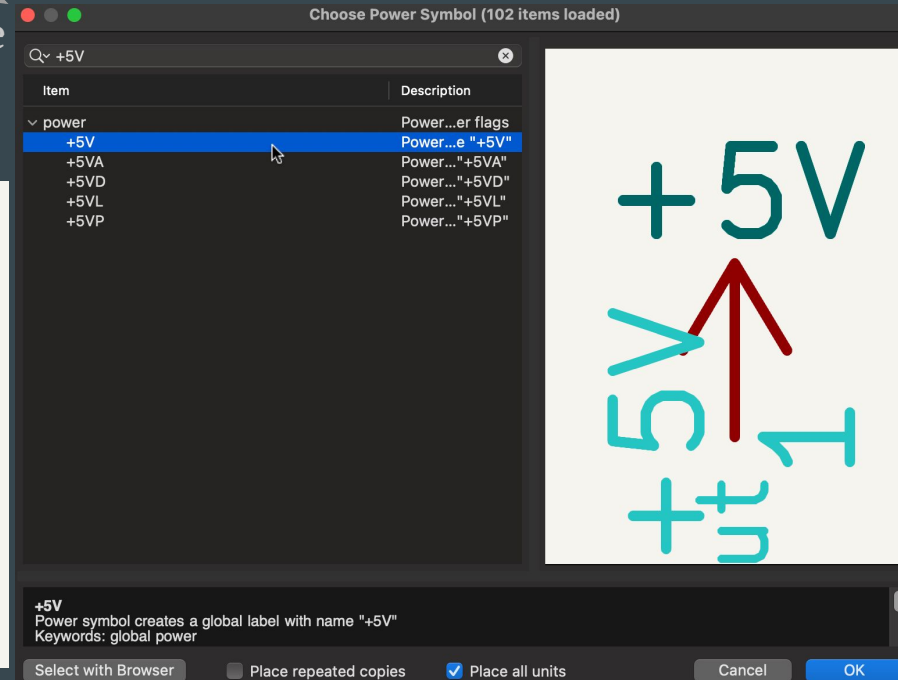 Choose Power Symbol (102 items loaded)
+5V
Item Description
power Power...er flags
+5V Power...e "+5V"
+5VA Power..."+5VA"
+5VD Power..."+5VD"
+5VL Power..."+5VL"
+5VP Power..."+5VP"
+5V
+5V
ut
1
+5V
Power symbol creates a global label with name "+5V"
Keywords: global power
Select with Browser Place repeated copies Place all units Cancel OK